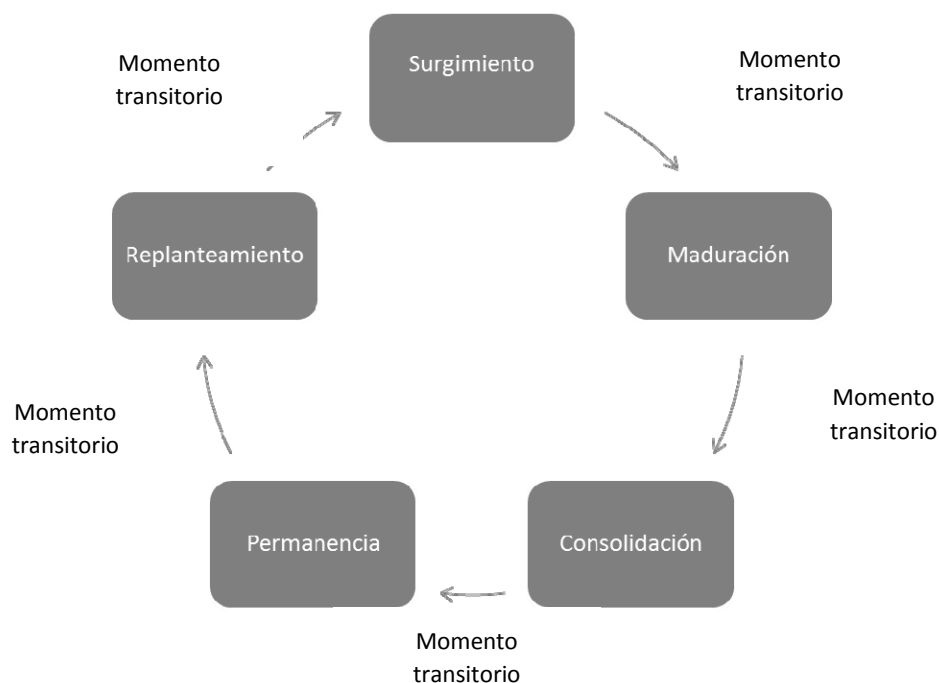 Surgimiento
Momento
transitorio
Momento
transitorio
Replanteamiento
Maduración
Momento
transitorio
Momento
transitorio
Permanencia
Consolidación
Momento
transitorio